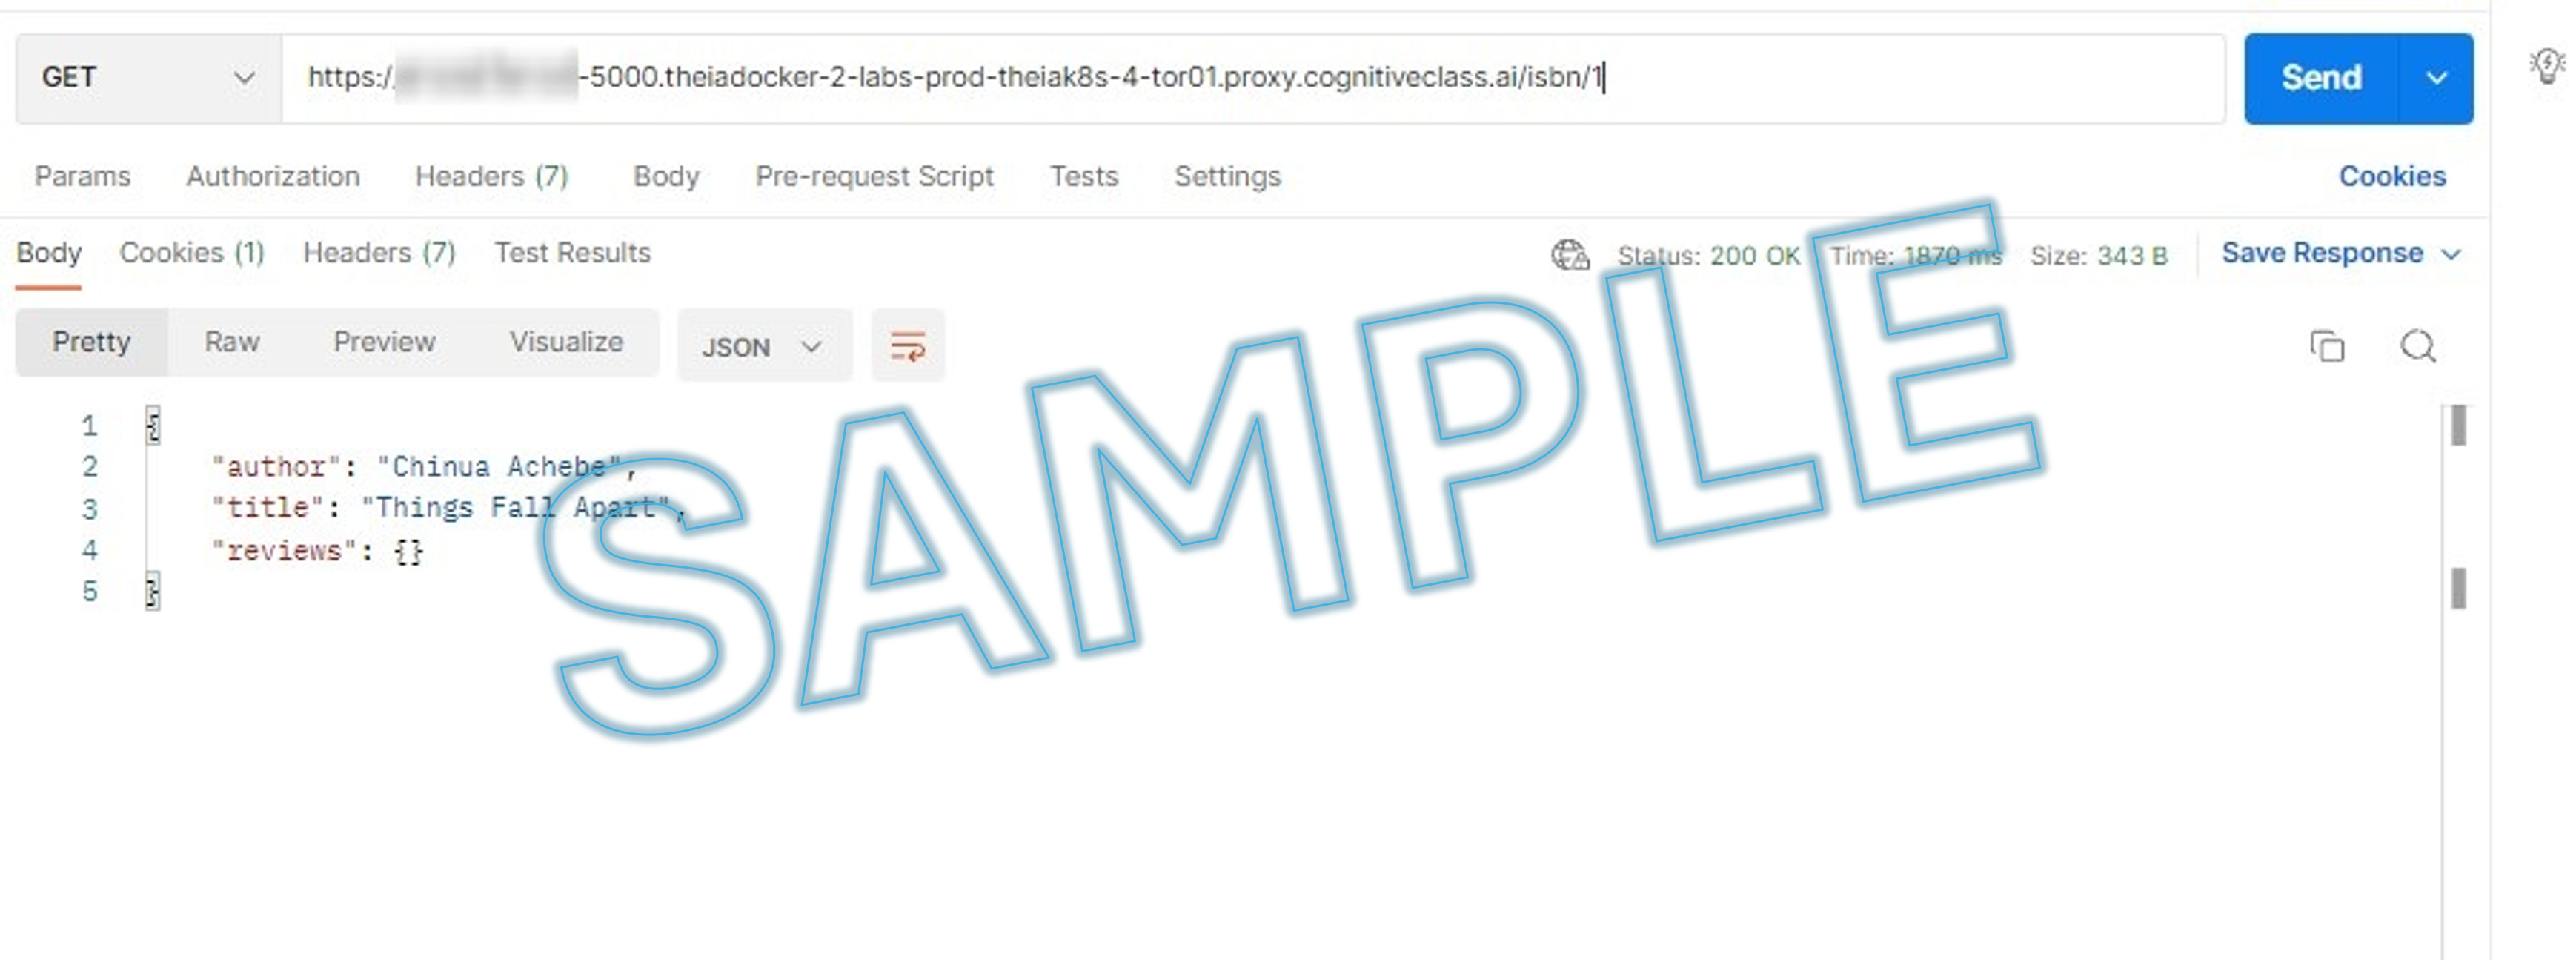 GET https:/ -5000.theiadocker-2-labs-prod-theiak8s-4-tor01.proxy.cognitiveclass.ai/isbn/1 Send
Params Authorization Headers (7) Body Pre-request Script Tests Settings Cookies
Body Cookies (1) Headers (7) Test Results Status: 200 OK Time: 1870 ms Size: 343 B Save Response
Pretty Raw Preview Visualize JSON
1 {
2 "author": "Chinua Achebe",
3 "title": "Things Fall Apart",
4 "reviews": {}
5 }
SAMPLE